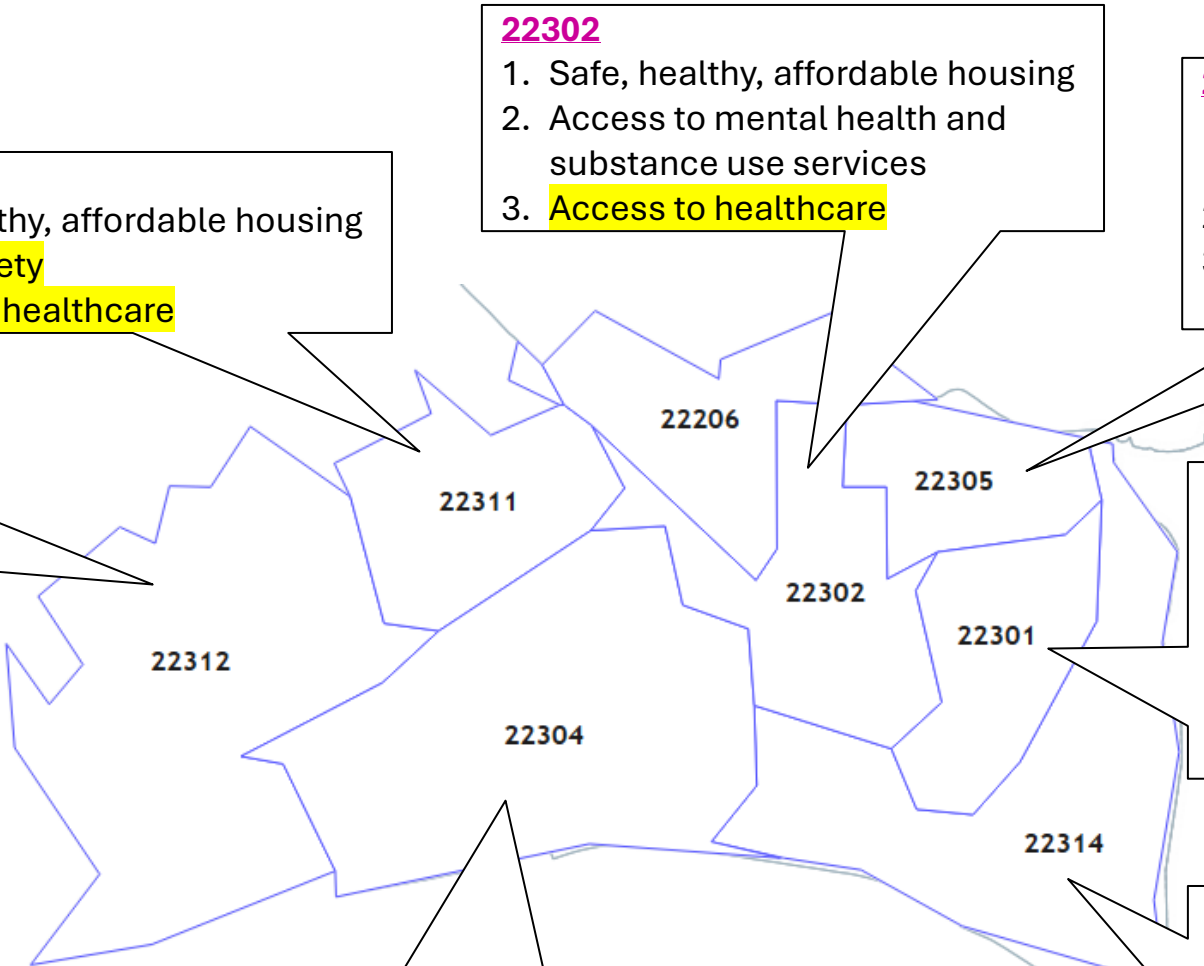 22302
1. Safe, healthy, affordable housing
2. Access to mental health and
substance use services
3. Access to healthcare
thy, affordable housing
ety
healthcare
22206
22305
22311
22302
22301
22312
22304
22314